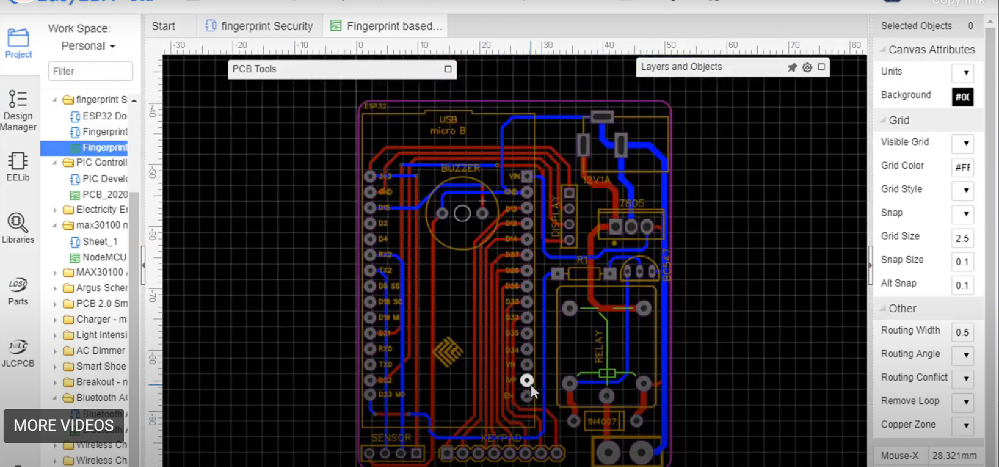 Copy link
Project
Work Space:
Personal
Filter
Start
fingerprint Security
Fingerprint based...
Design
Manager
EELib
Libraries
Parts
JLCPCB
fingerprint S
ESP32 Do
Fingerprint
Fingerprint
PIC Controll
PIC Develo
PCB_2020
Electricity Er
max30100 n
Sheet_1
NodeMCU
MAX30100
Argus Scher
PCB 2.0 Sm
Charger - m
Light Intensi
AC Dimmer
Smart Shoe
Breakout - n
Bluetooth A
Bluetooth
MORE VIDEOS
Wireless Ch
Wireless Ch
-30 -20 -10 0 10 20 30 40 50 60 70 80
-40
-50
-60
-70
-80
-90
PCB Tools
Layers and Objects
ESP32
USB
micro B
BUZZER
3V3
GND
D15
D2
D4
RX2
TX2
D5 SS
D18 SC
D19 MI
D21
RX0
TX0
D22
D23 MO
VIN
GND
D13
D12
D14
D27
D26
D25
D33
D32
D35
D34
VN
VP
EN
DISPLAY
12V1A
7805
R1
BC547
RELAY
1N4007
SENSOR
KEYPAD
Selected Objects 0
Canvas Attributes
Units
Background #00
Grid
Visible Grid
Grid Color #FF
Grid Style
Snap
Grid Size 2.5
Snap Size 0.1
Alt Snap 0.1
Other
Routing Width 0.5
Routing Angle
Routing Conflict
Remove Loop
Copper Zone
Mouse-X 28.321mm